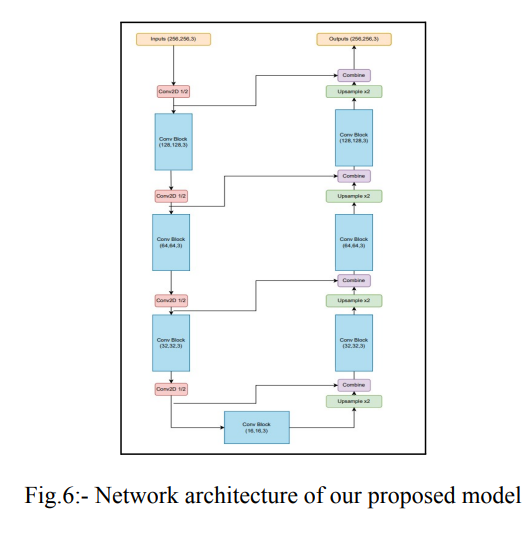 Inputs (256,256,3)
Conv2D 1/2
Conv Block
(128,128,3)
Conv2D 1/2
Conv Block
(64,64,3)
Conv2D 1/2
Conv Block
(32,32,3)
Conv2D 1/2
Conv Block
(16,16,3)
Outputs (256,256,3)
Combine
Upsample x2
Conv Block
(128,128,3)
Combine
Upsample x2
Conv Block
(64,64,3)
Combine
Upsample x2
Conv Block
(32,32,3)
Combine
Upsample x2
Fig.6:- Network architecture of our proposed model